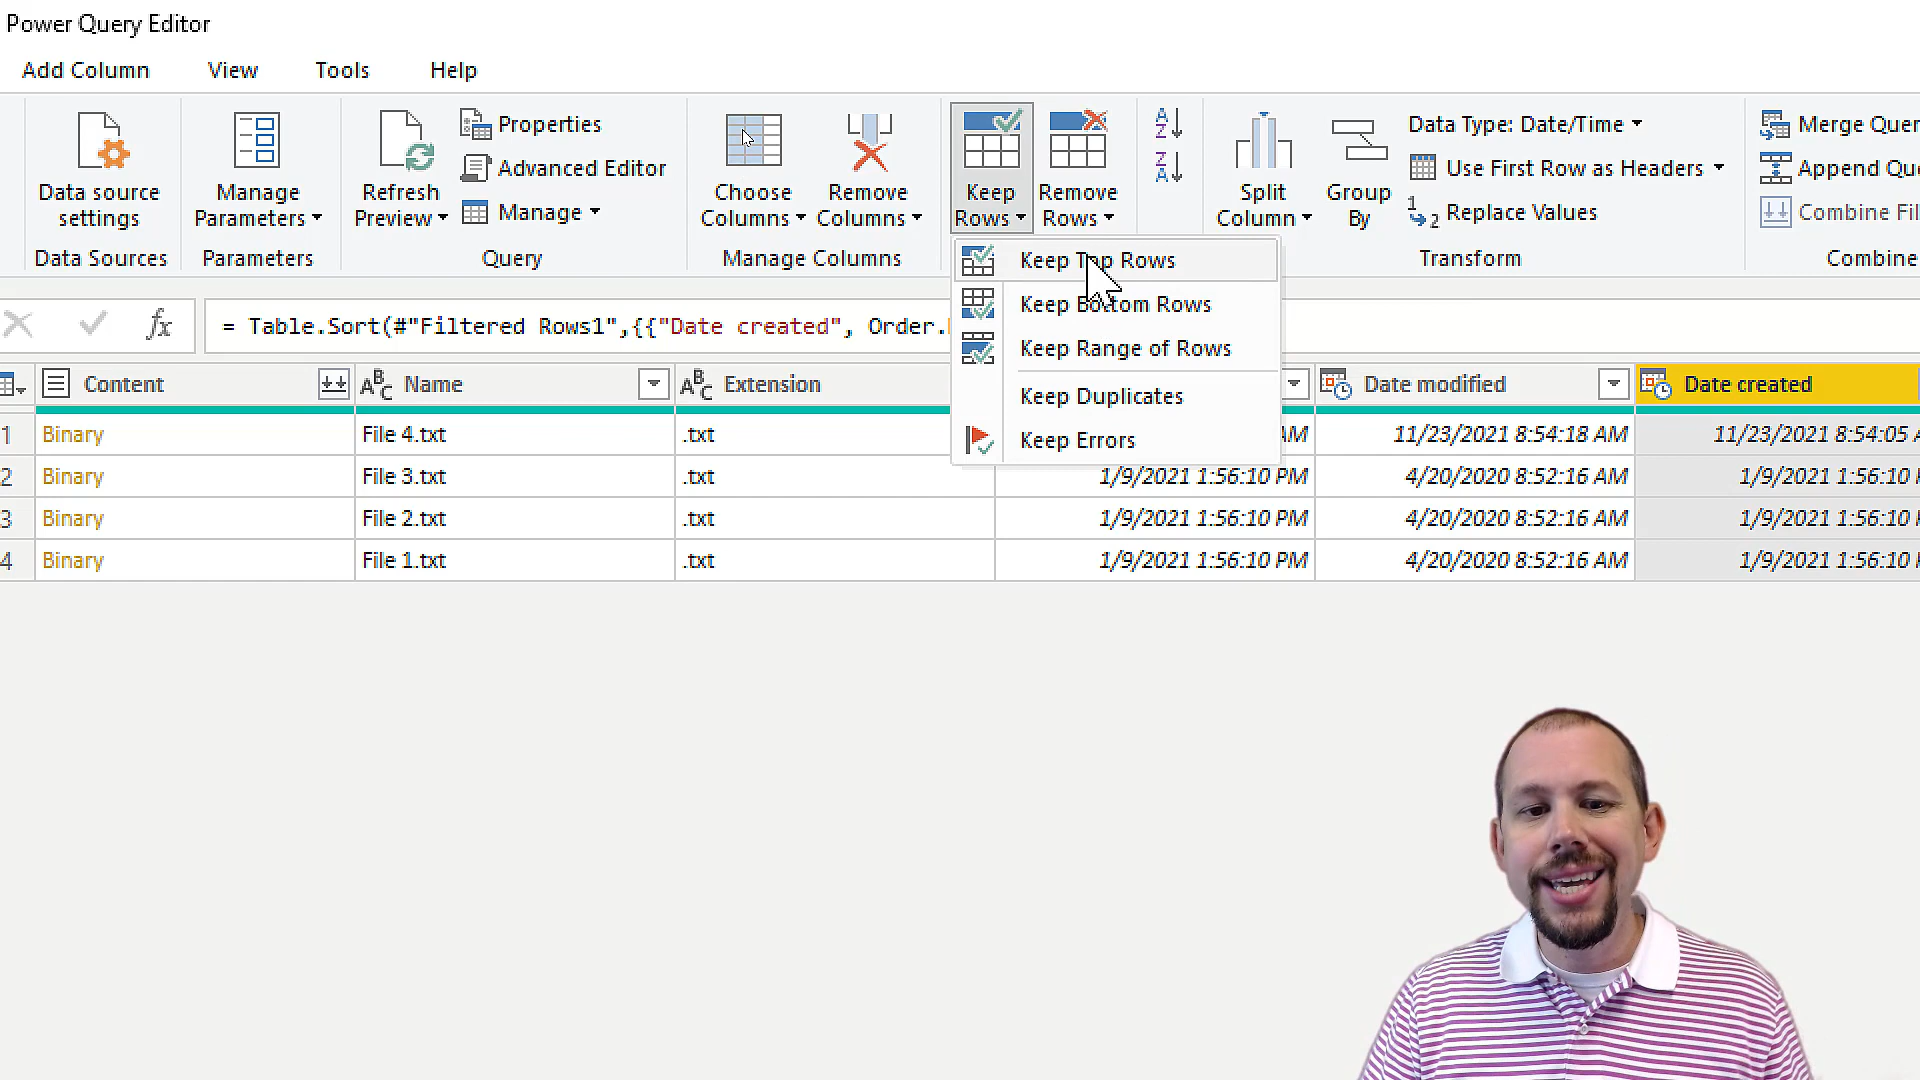 Power Query Editor
Add Column View Tools Help
Data source settings
Manage Parameters
Refresh Preview
Properties
Advanced Editor
Manage
Choose Columns
Remove Columns
Keep Rows
Remove Rows
A Z
Z A
Split Column
Group By
Data Type: Date/Time
Use First Row as Headers
1 2 Replace Values
Merge Quer
Append Que
Combine Fil
Data Sources Parameters Query Manage Columns Transform Combine
Keep Top Rows
Keep Bottom Rows
Keep Range of Rows
Keep Duplicates
Keep Errors
fx = Table.Sort(#"Filtered Rows1",{{"Date created", Order.
Content ABC Name ABC Extension Date modified Date created
1 Binary File 4.txt .txt AM 11/23/2021 8:54:18 AM 11/23/2021 8:54:05 A
2 Binary File 3.txt .txt 1/9/2021 1:56:10 PM 4/20/2020 8:52:16 AM 1/9/2021 1:56:10 P
3 Binary File 2.txt .txt 1/9/2021 1:56:10 PM 4/20/2020 8:52:16 AM 1/9/2021 1:56:10 P
4 Binary File 1.txt .txt 1/9/2021 1:56:10 PM 4/20/2020 8:52:16 AM 1/9/2021 1:56:10 P